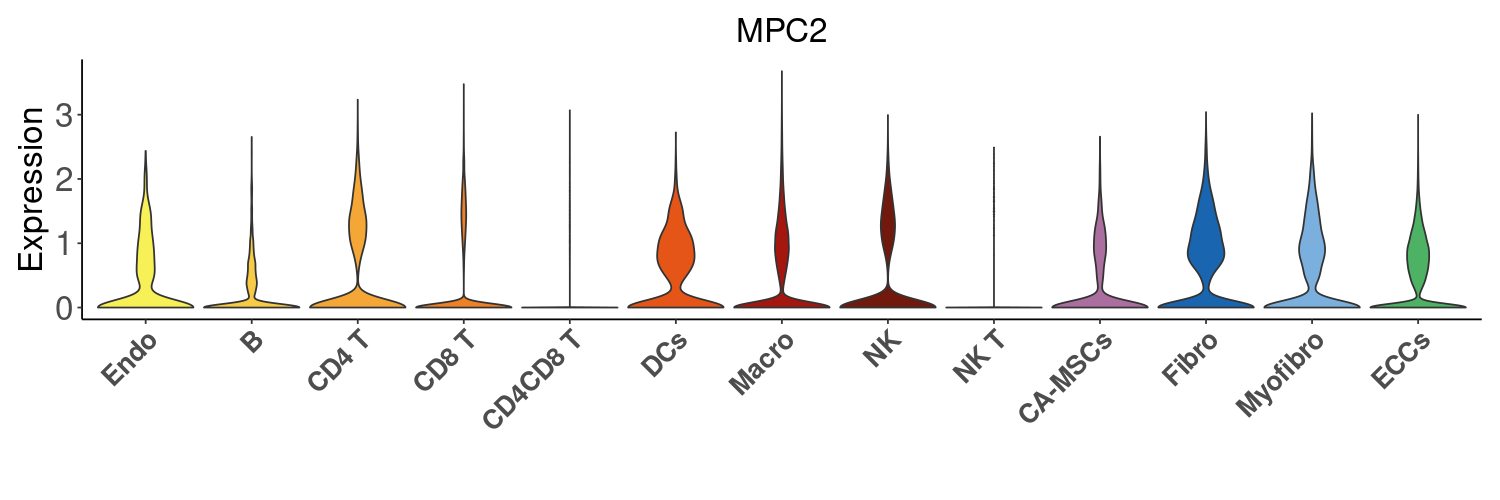 MPC2
Expression
3
2
1
0
Endo
B
CD4 T
CD8 T
CD4CD8 T
DCs
Macro
NK
NK T
CA-MSCs
Fibro
Myofibro
ECCs